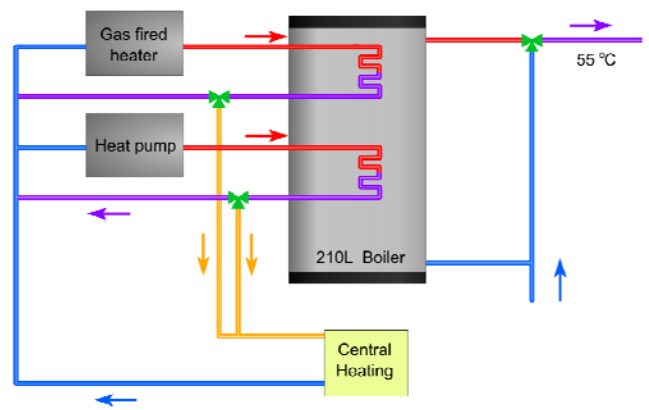 Gas fired
heater
55 ℃
Heat pump
210L Boiler
Central
Heating